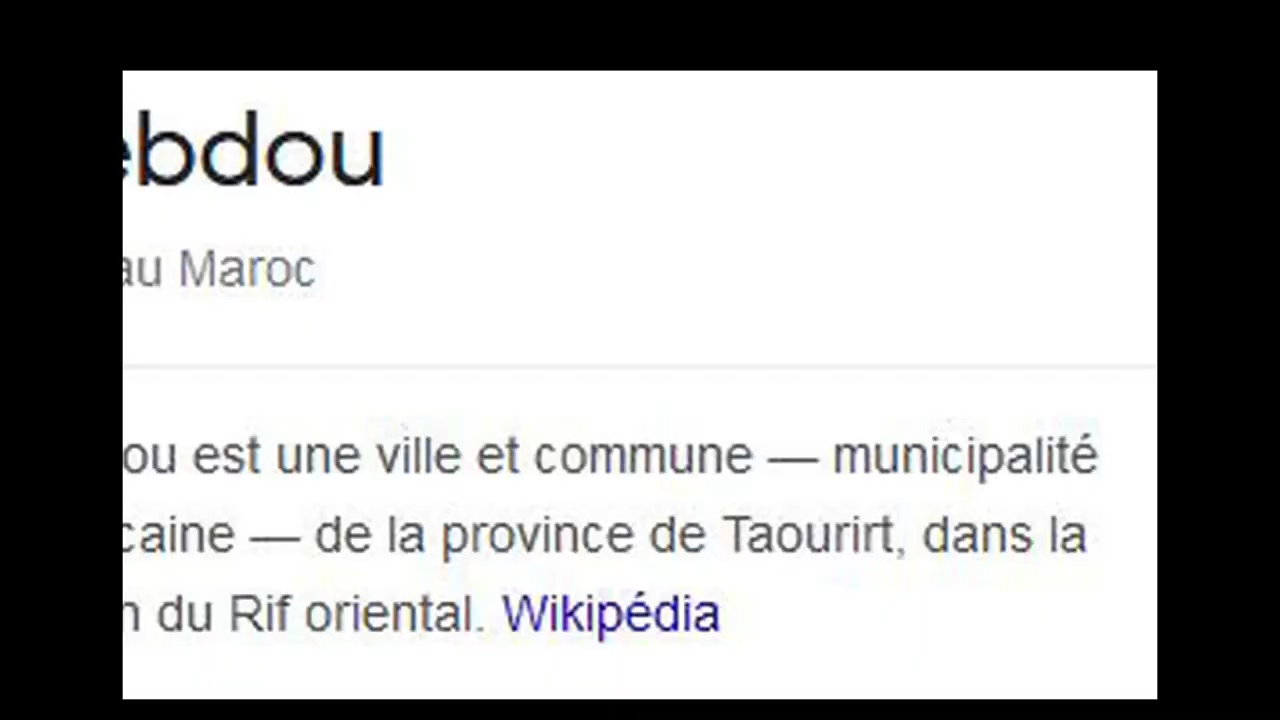 ebdou
au Maroc
ou est une ville et commune — municipalité
caine — de la province de Taourirt, dans la
n du Rif oriental. Wikipédia